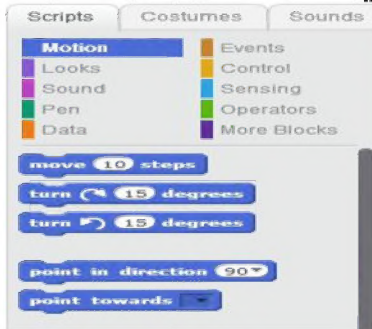 Scripts Costumes Sounds
Motion Events
Looks Control
Sound Sensing
Pen Operators
Data More Blocks
move 10 steps
turn 15 degrees
turn 15 degrees
point in direction 90
point towards